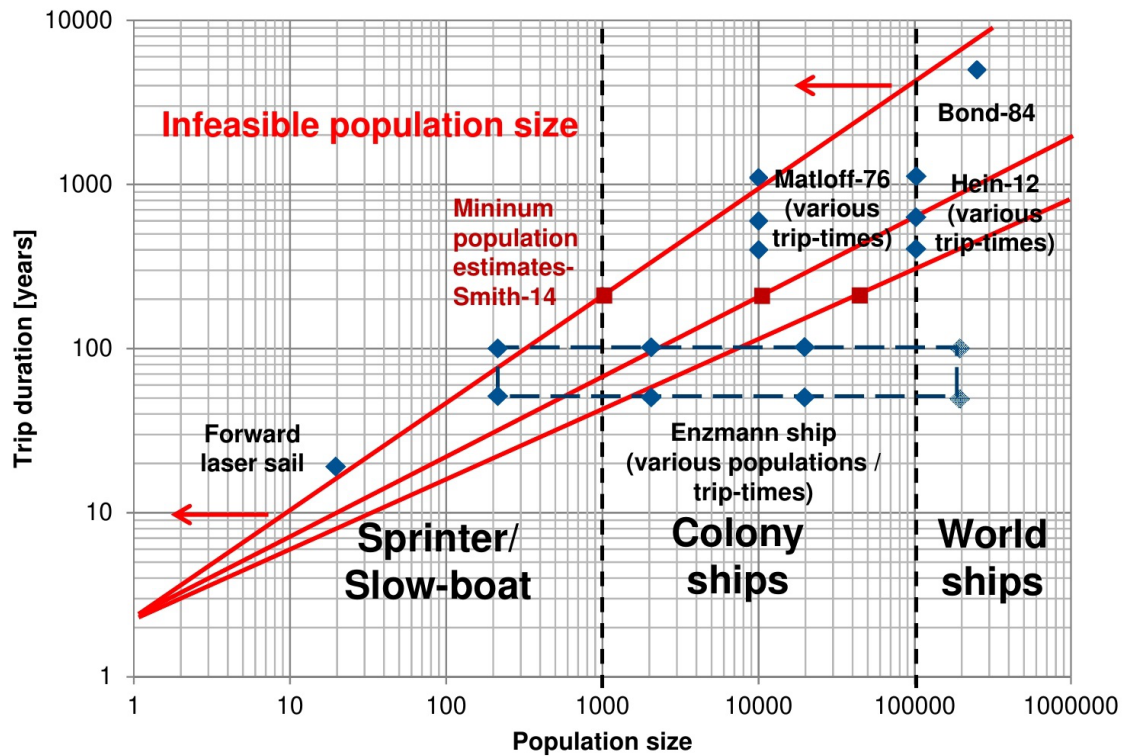 10000
1000
100
10
1
Trip duration [years]
Infeasible population size
Mininum
population
estimates-
Smith-14
Bond-84
Matloff-76
(various
trip-times)
Hein-12
(various
trip-times)
Forward
laser sail
Enzmann ship
(various populations /
trip-times)
Sprinter/
Slow-boat
Colony
ships
World
ships
1
10
100
1000
10000
100000
1000000
Population size